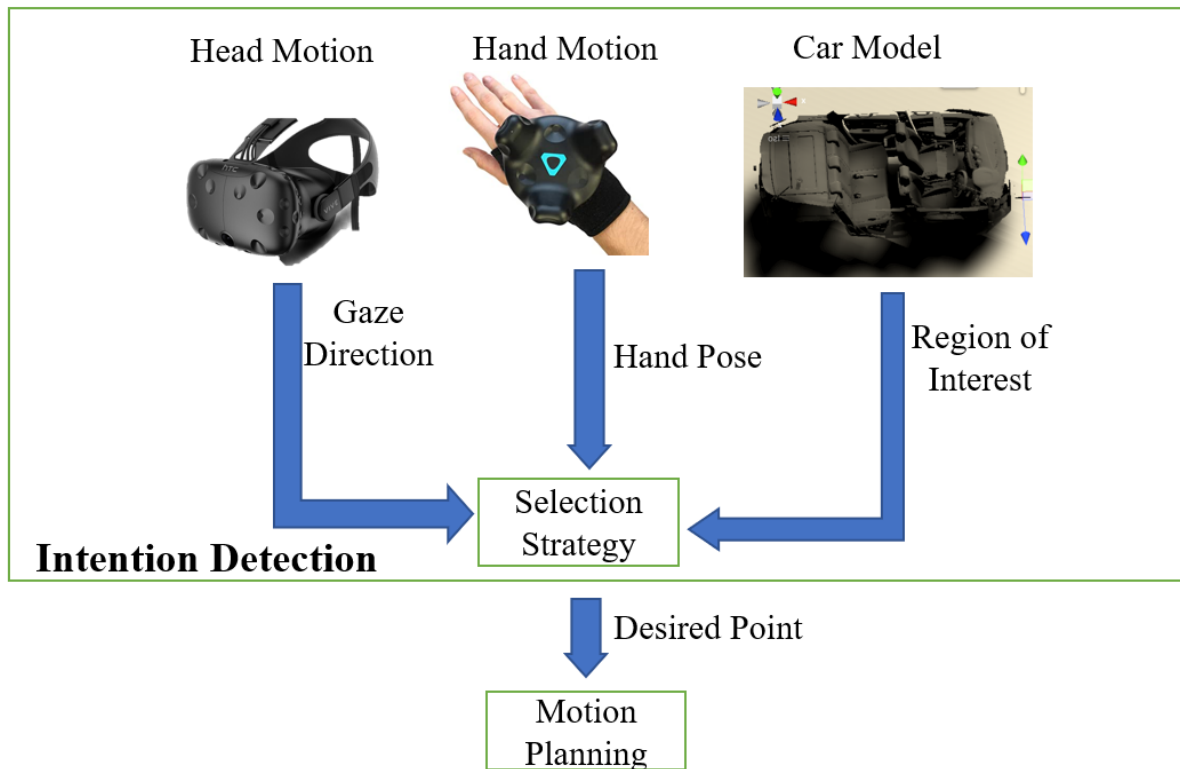 Head Motion
Hand Motion
Car Model
hTC
Gaze
Direction
Hand Pose
Region of
Interest
Selection
Strategy
Intention Detection
Desired Point
Motion
Planning